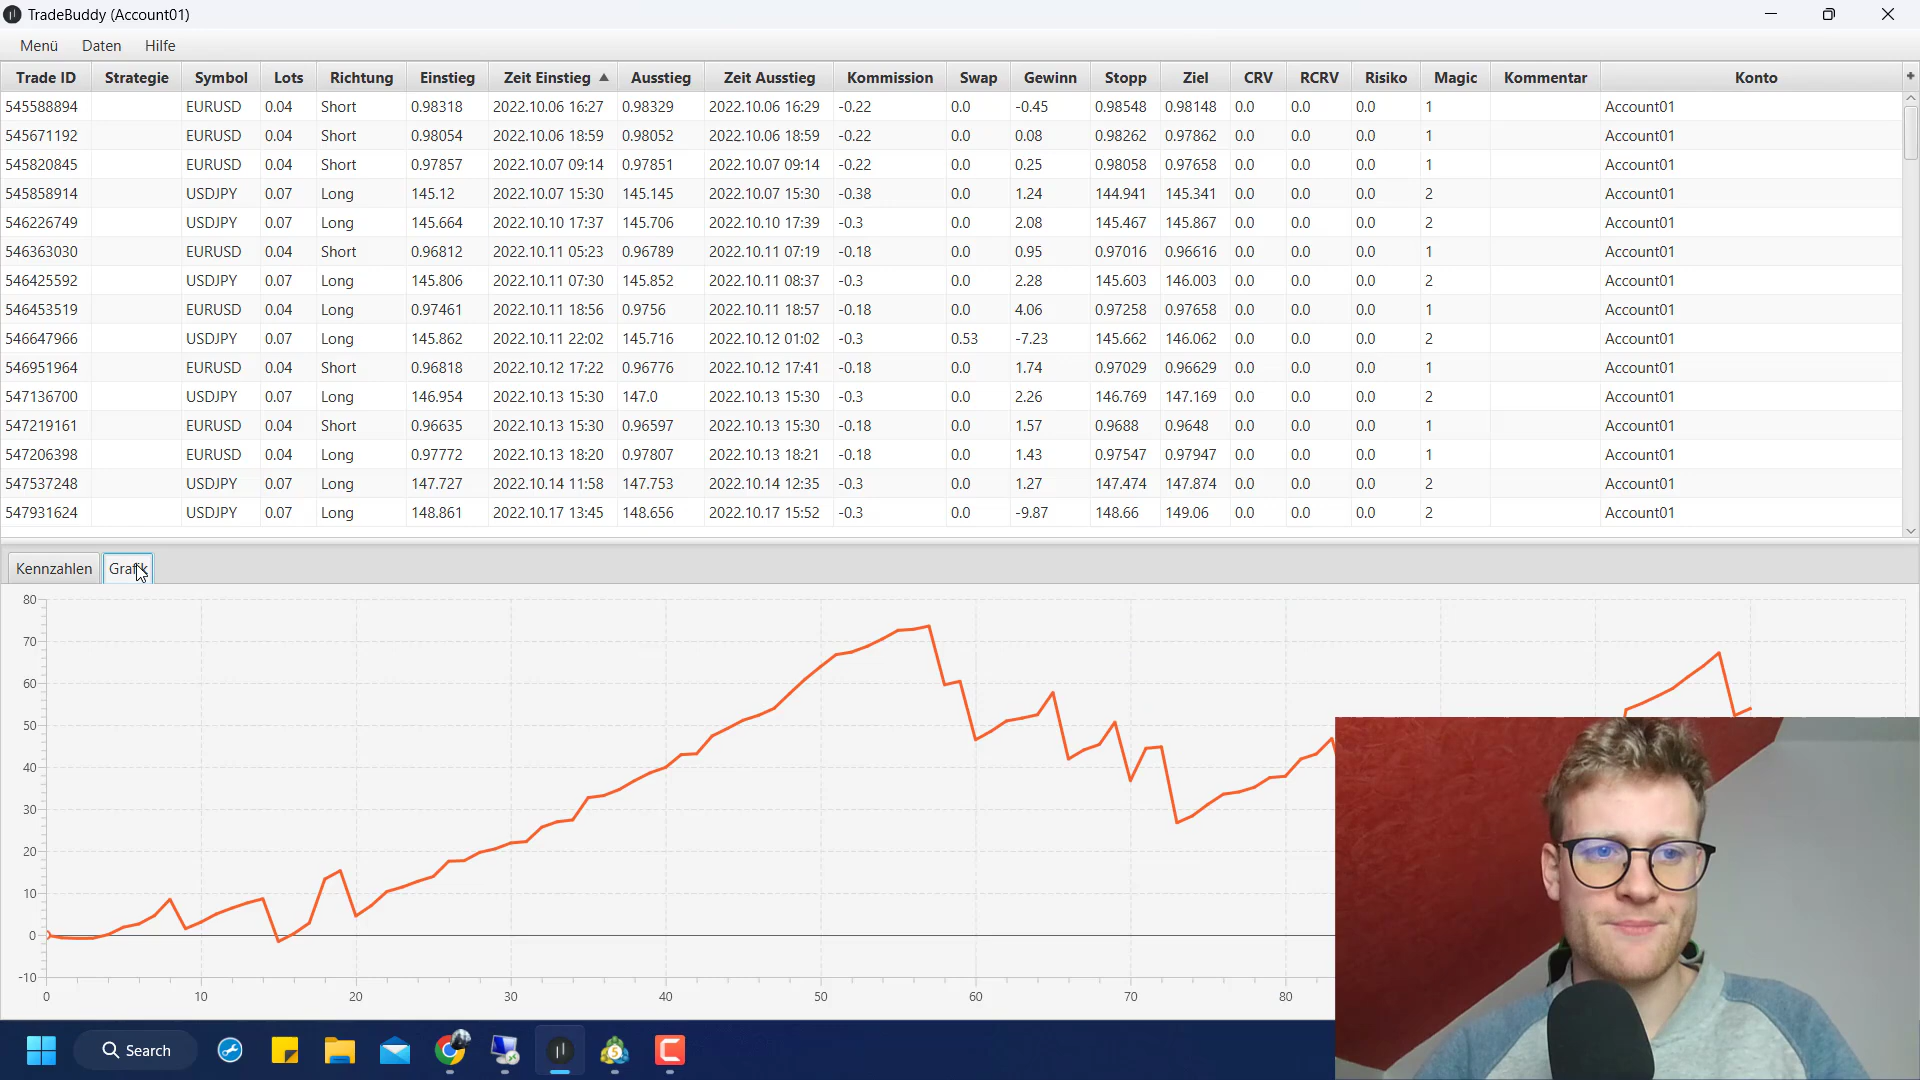 TradeBuddy (Account01)
Menü Daten Hilfe
Trade ID Strategie Symbol Lots Richtung Einstieg Zeit Einstieg Ausstieg Zeit Ausstieg Kommission Swap Gewinn Stopp Ziel CRV RCRV Risiko Magic Kommentar Konto +
545588894 EURUSD 0.04 Short 0.98318 2022.10.06 16:27 0.98329 2022.10.06 16:29 -0.22 0.0 -0.45 0.98548 0.98148 0.0 0.0 0.0 1 Account01
545671192 EURUSD 0.04 Short 0.98054 2022.10.06 18:59 0.98052 2022.10.06 18:59 -0.22 0.0 0.08 0.98262 0.97862 0.0 0.0 0.0 1 Account01
545820845 EURUSD 0.04 Short 0.97857 2022.10.07 09:14 0.97851 2022.10.07 09:14 -0.22 0.0 0.25 0.98058 0.97658 0.0 0.0 0.0 1 Account01
545858914 USDJPY 0.07 Long 145.12 2022.10.07 15:30 145.145 2022.10.07 15:30 -0.38 0.0 1.24 144.941 145.341 0.0 0.0 0.0 2 Account01
546226749 USDJPY 0.07 Long 145.664 2022.10.10 17:37 145.706 2022.10.10 17:39 -0.3 0.0 2.08 145.467 145.867 0.0 0.0 0.0 2 Account01
546363030 EURUSD 0.04 Short 0.96812 2022.10.11 05:23 0.96789 2022.10.11 07:19 -0.18 0.0 0.95 0.97016 0.96616 0.0 0.0 0.0 1 Account01
546425592 USDJPY 0.07 Long 145.806 2022.10.11 07:30 145.852 2022.10.11 08:37 -0.3 0.0 2.28 145.603 146.003 0.0 0.0 0.0 2 Account01
546453519 EURUSD 0.04 Long 0.97461 2022.10.11 18:56 0.9756 2022.10.11 18:57 -0.18 0.0 4.06 0.97258 0.97658 0.0 0.0 0.0 1 Account01
546647966 USDJPY 0.07 Long 145.862 2022.10.11 22:02 145.716 2022.10.12 01:02 -0.3 0.53 -7.23 145.662 146.062 0.0 0.0 0.0 2 Account01
546951964 EURUSD 0.04 Short 0.96818 2022.10.12 17:22 0.96776 2022.10.12 17:41 -0.18 0.0 1.74 0.97029 0.96629 0.0 0.0 0.0 1 Account01
547136700 USDJPY 0.07 Long 146.954 2022.10.13 15:30 147.0 2022.10.13 15:30 -0.3 0.0 2.26 146.769 147.169 0.0 0.0 0.0 2 Account01
547219161 EURUSD 0.04 Short 0.96635 2022.10.13 15:30 0.96597 2022.10.13 15:30 -0.18 0.0 1.57 0.9688 0.9648 0.0 0.0 0.0 1 Account01
547206398 EURUSD 0.04 Long 0.97772 2022.10.13 18:20 0.97807 2022.10.13 18:21 -0.18 0.0 1.43 0.97547 0.97947 0.0 0.0 0.0 1 Account01
547537248 USDJPY 0.07 Long 147.727 2022.10.14 11:58 147.753 2022.10.14 12:35 -0.3 0.0 1.27 147.474 147.874 0.0 0.0 0.0 2 Account01
547931624 USDJPY 0.07 Long 148.861 2022.10.17 13:45 148.656 2022.10.17 15:52 -0.3 0.0 -9.87 148.66 149.06 0.0 0.0 0.0 2 Account01
Kennzahlen Grafik
80
70
60
50
40
30
20
10
0
-10
0 10 20 30 40 50 60 70 80
Search